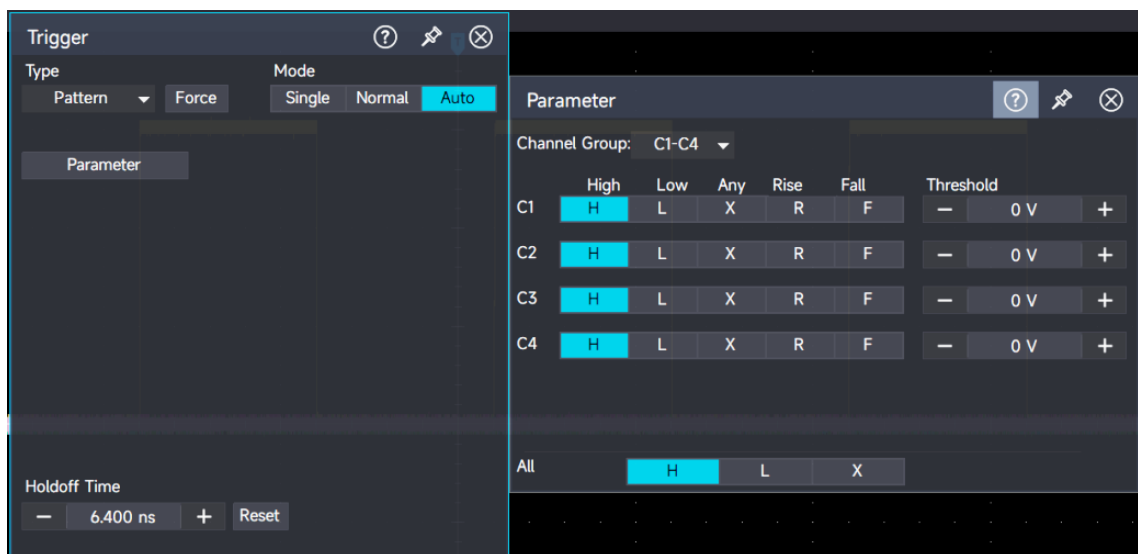 Trigger
Type
Mode
Pattern
Force
Single
Normal
Auto
Parameter
Holdoff Time
6.400 ns
Reset
Parameter
Channel Group: C1-C4
High Low Any Rise Fall Threshold
C1 H L X R F − 0 V +
C2 H L X R F − 0 V +
C3 H L X R F − 0 V +
C4 H L X R F − 0 V +
All H L X